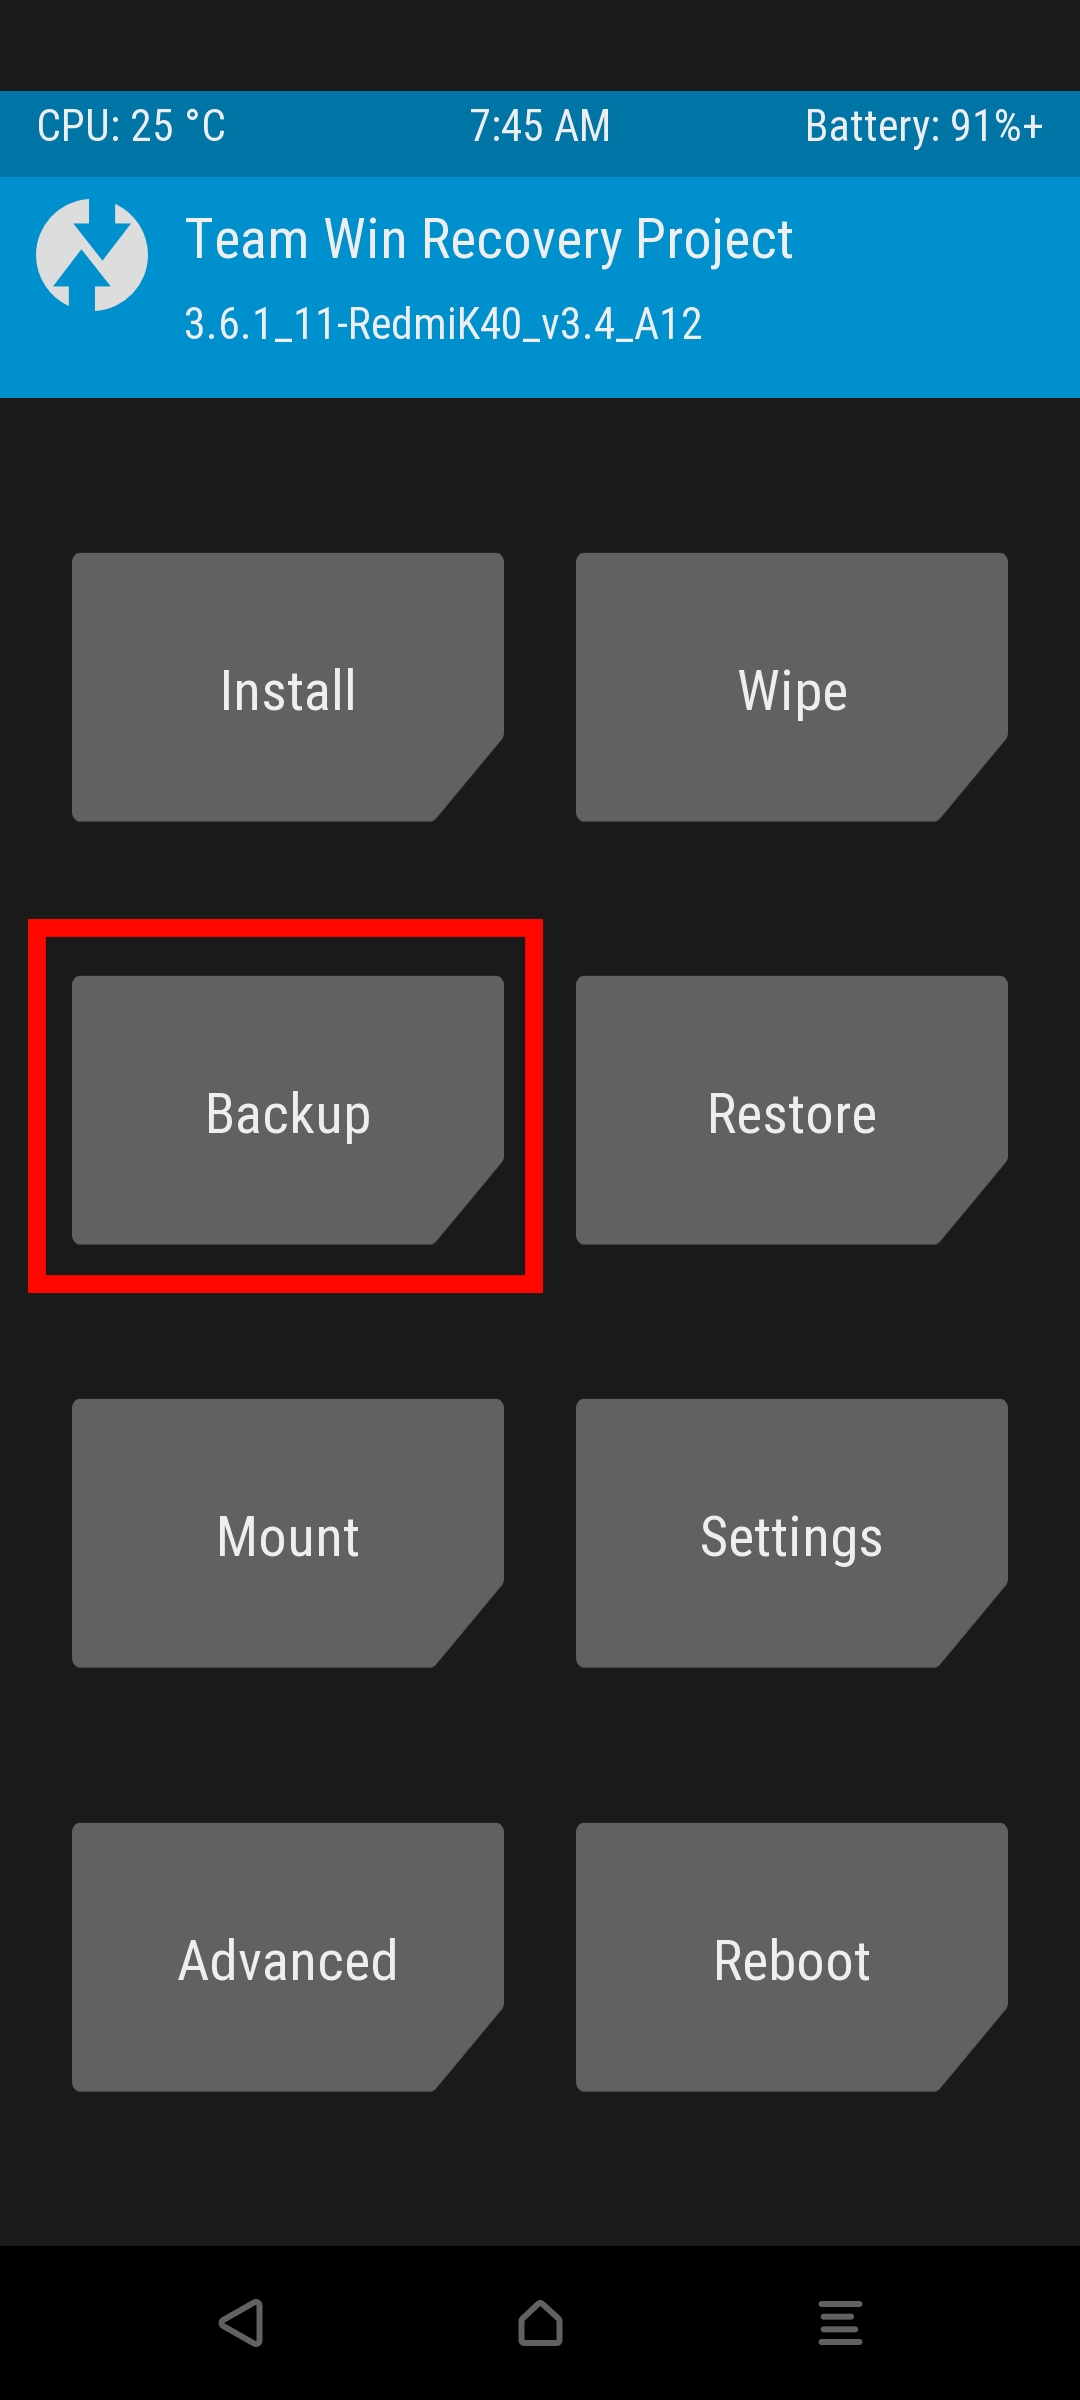 CPU: 25 °C 7:45 AM Battery: 91%+
Team Win Recovery Project
3.6.1_11-RedmiK40_v3.4_A12
Install Wipe
Backup Restore
Mount Settings
Advanced Reboot